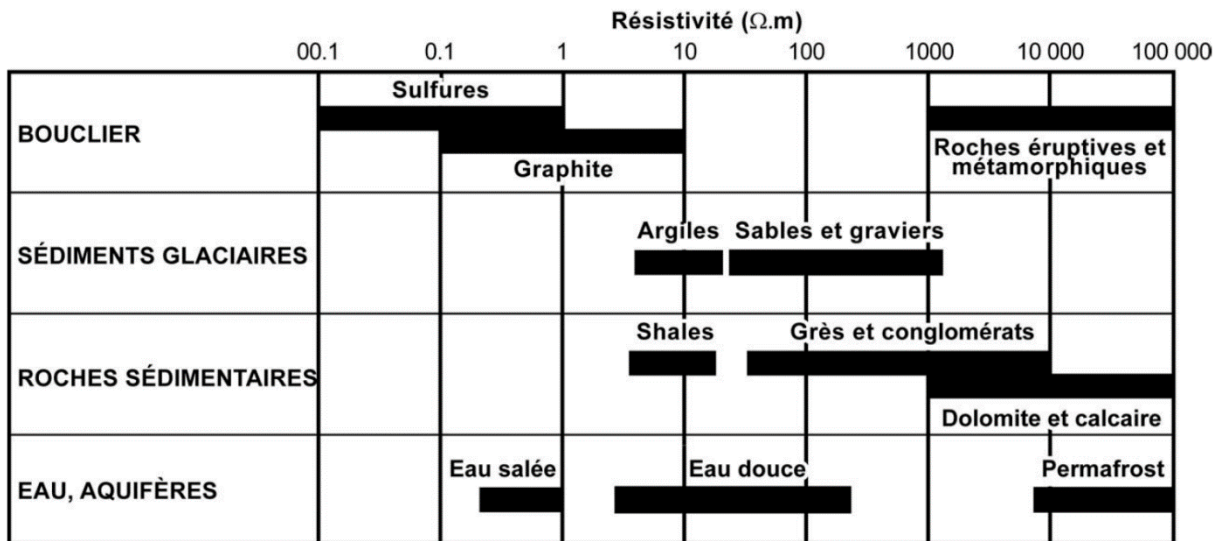 Résistivité (Ω.m)
00.1 0.1 1 10 100 1000 10 000 100 000
BOUCLIER
Sulfures
Graphite
Roches éruptives et
métamorphiques
SÉDIMENTS GLACIAIRES
Argiles
Sables et graviers
ROCHES SÉDIMENTAIRES
Shales
Grès et conglomérats
Dolomite et calcaire
EAU, AQUIFÈRES
Eau salée
Eau douce
Permafrost